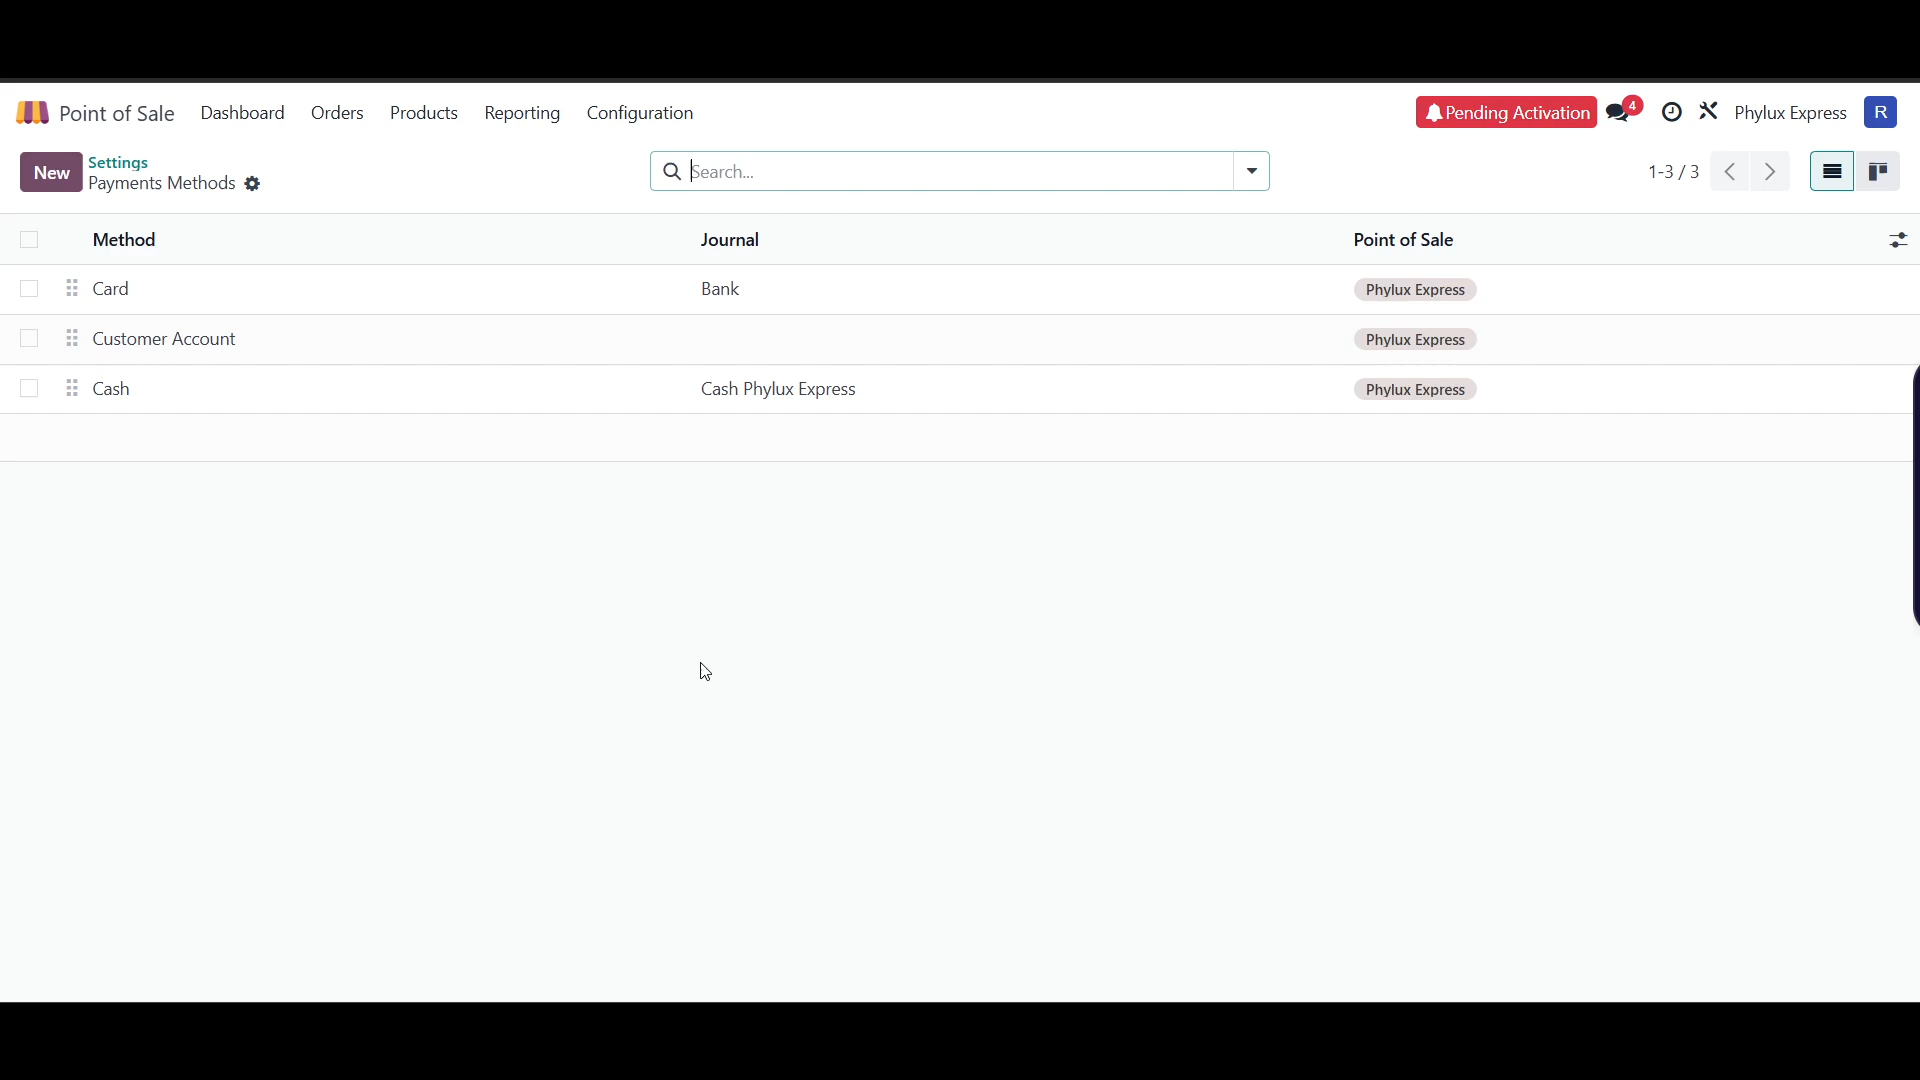 Point of Sale Dashboard Orders Products Reporting Configuration Pending Activation 4 Phylux Express R
New Settings
Payments Methods
Search...
1-3 / 3
Method Journal Point of Sale
Card Bank Phylux Express
Customer Account Phylux Express
Cash Cash Phylux Express Phylux Express